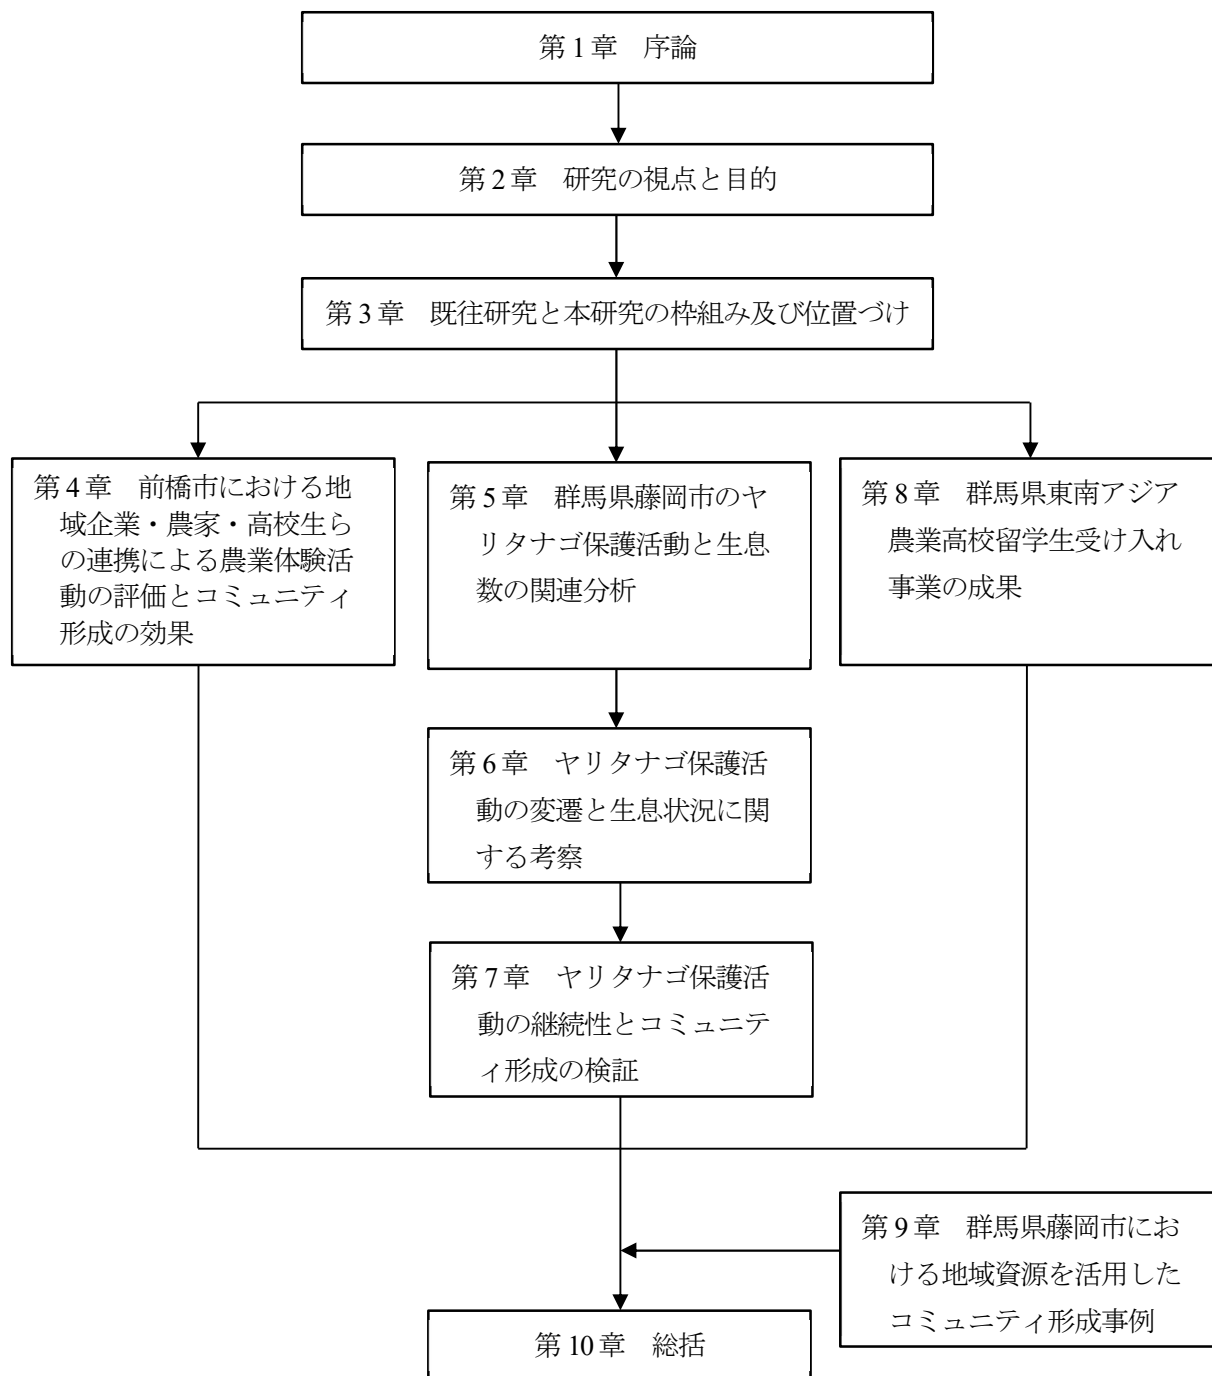 第1章　序論
第2章　研究の視点と目的
第3章　既往研究と本研究の枠組み及び位置づけ
第4章　前橋市における地
域企業・農家・高校生ら
の連携による農業体験活
動の評価とコミュニティ
形成の効果
第5章　群馬県藤岡市のヤ
リタナゴ保護活動と生息
数の関連分析
第8章　群馬県東南アジア
農業高校留学生受け入れ
事業の成果
第6章　ヤリタナゴ保護活
動の変遷と生息状況に関
する考察
第7章　ヤリタナゴ保護活
動の継続性とコミュニテ
ィ形成の検証
第9章　群馬県藤岡市にお
ける地域資源を活用した
コミュニティ形成事例
第10章　総括